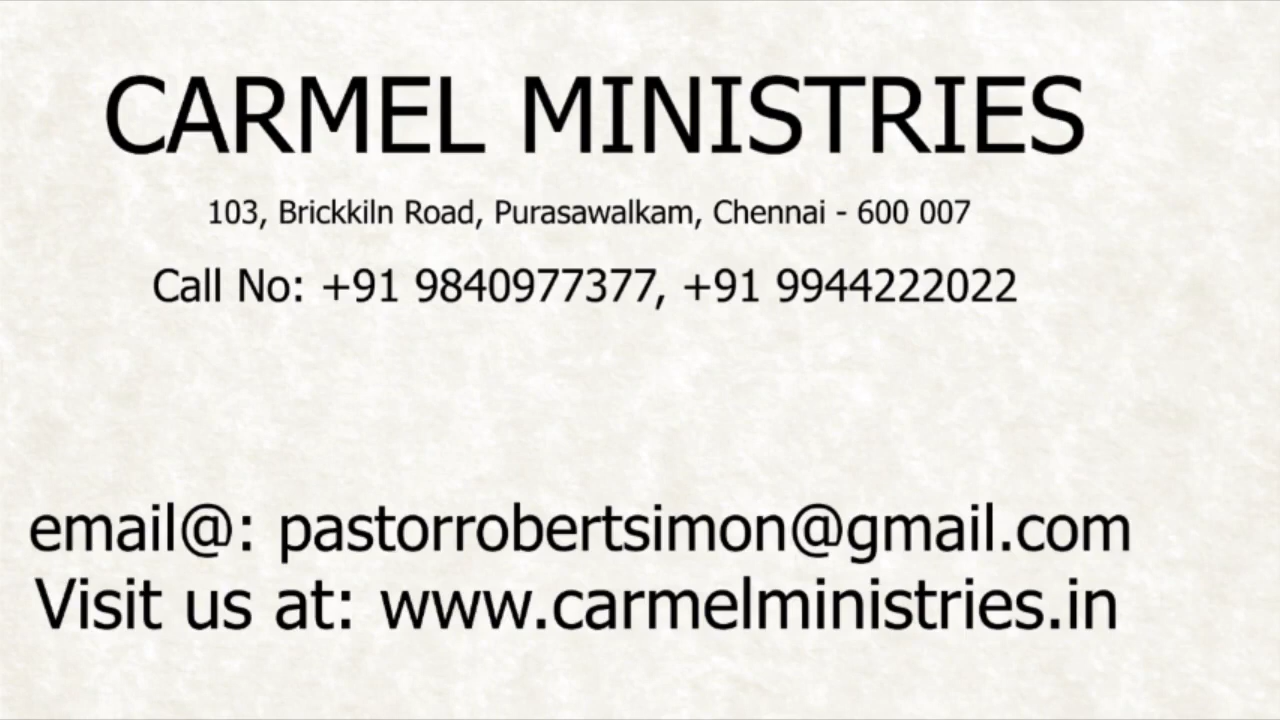 CARMEL MINISTRIES
103, Brickkiln Road, Purasawalkam, Chennai - 600 007
Call No: +91 9840977377, +91 9944222022
email@: pastorrobertsimon@gmail.com
Visit us at: www.carmelministries.in